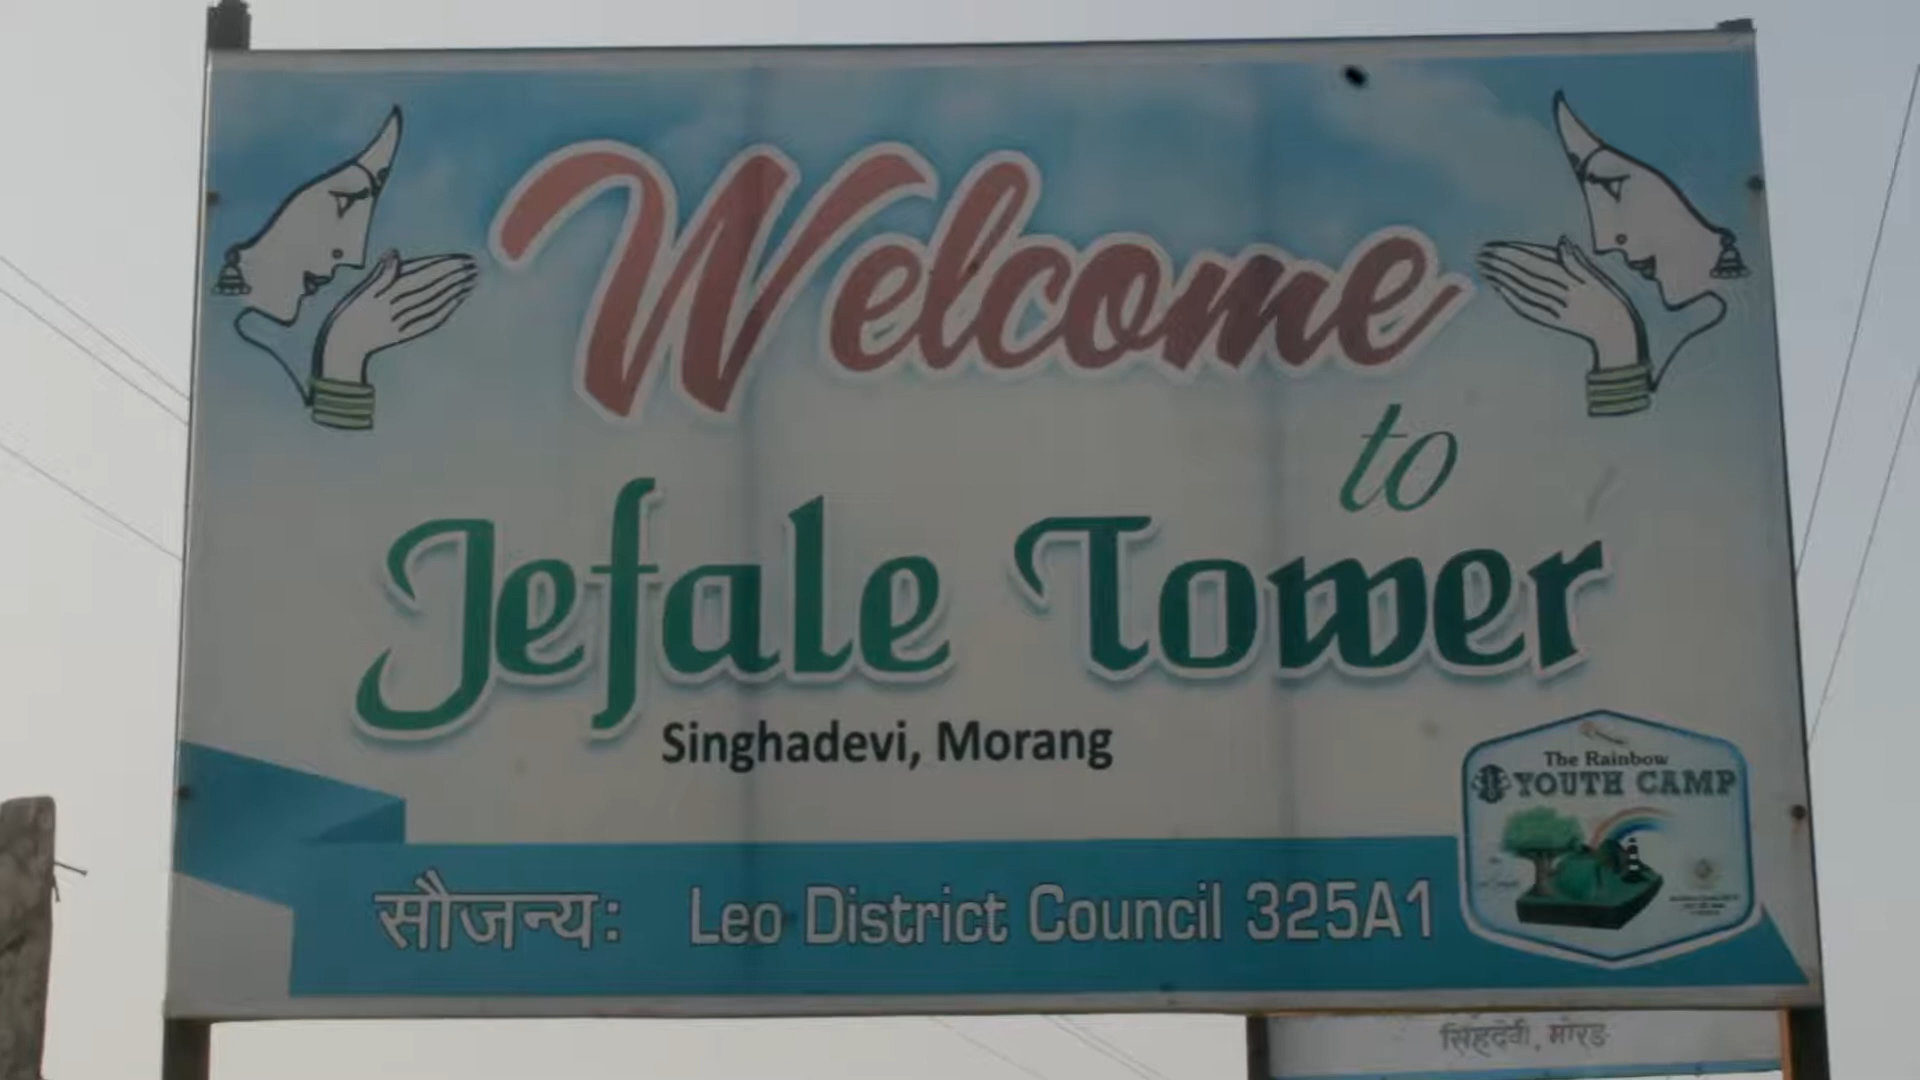 Welcome
to
Jefale Tower
Singhadevi, Morang
The Rainbow
YOUTH CAMP
सौजन्य: Leo District Council 325A1
सिंहदेवी, मोरङ